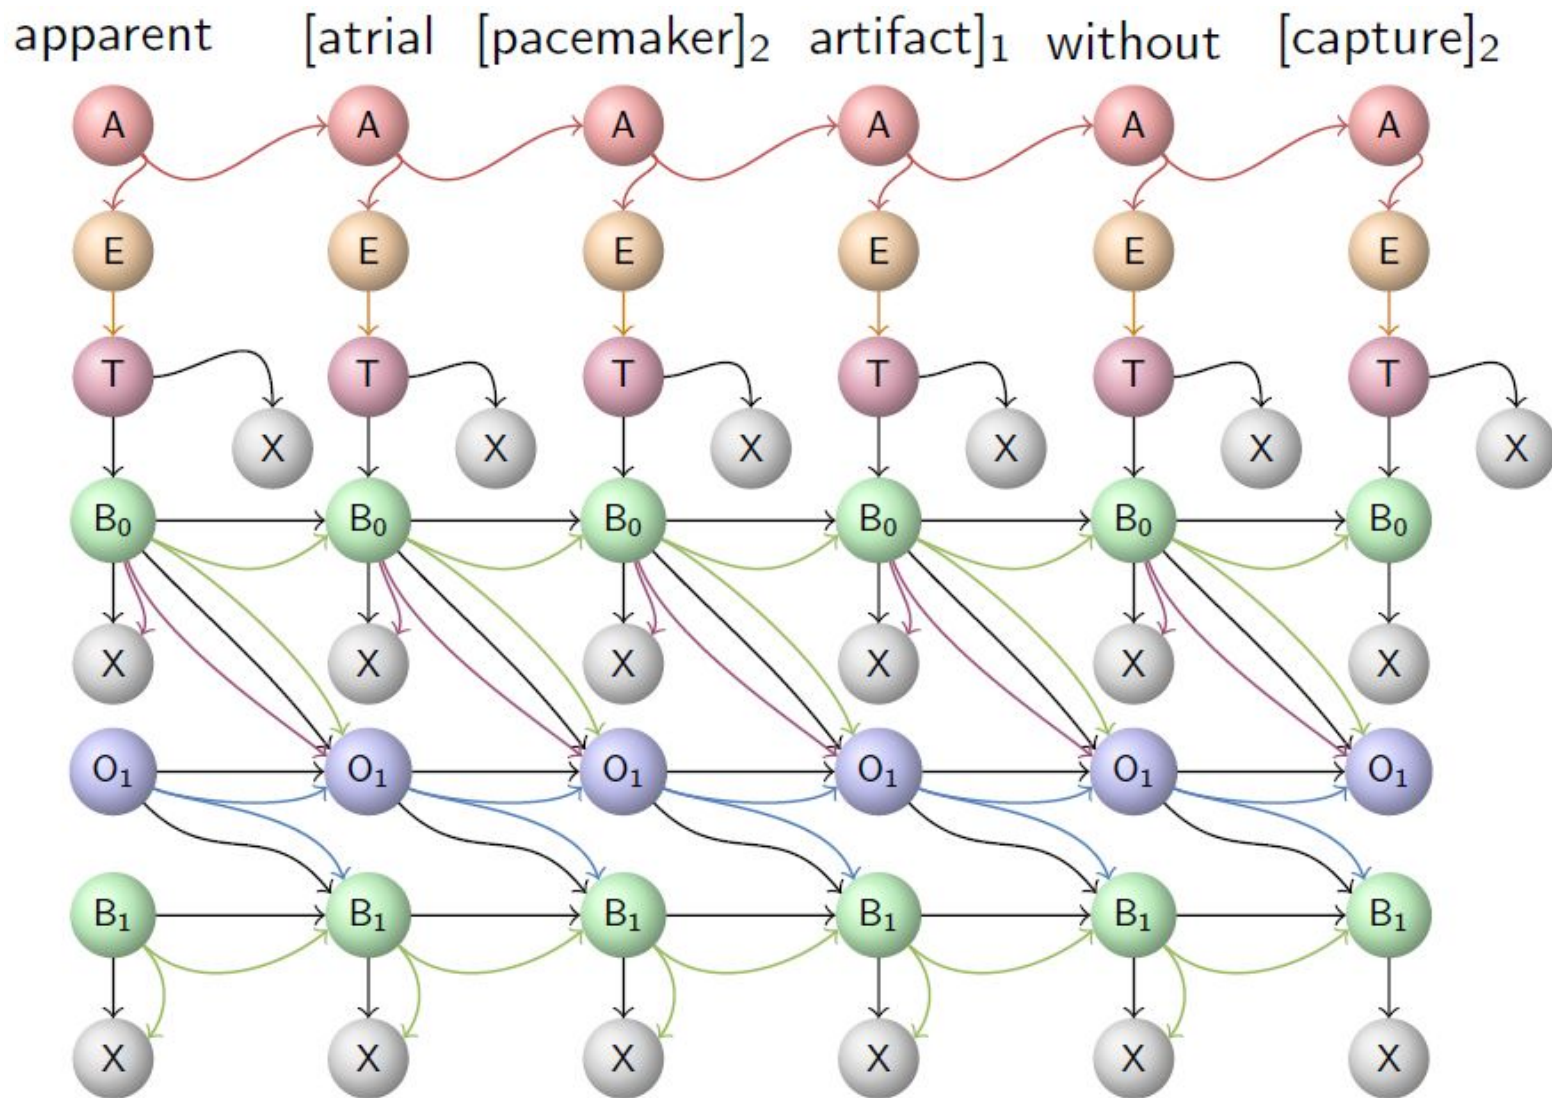 apparent [atrial [pacemaker]₂ artifact]₁ without [capture]₂
A A A A A A
E E E E E E
T T T T T T
X X X X X X
B₀ B₀ B₀ B₀ B₀ B₀
X X X X X X
O₁ O₁ O₁ O₁ O₁ O₁
B₁ B₁ B₁ B₁ B₁ B₁
X X X X X X